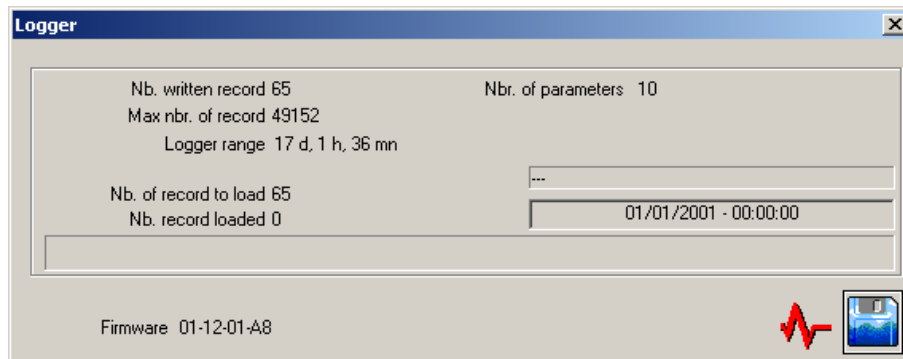 Logger
Nb. written record 65 Nbr. of parameters 10
Max nbr. of record 49152
Logger range 17 d, 1 h, 36 mn
---
Nb. of record to load 65
Nb. record loaded 0 01/01/2001 - 00:00:00
Firmware 01-12-01-A8